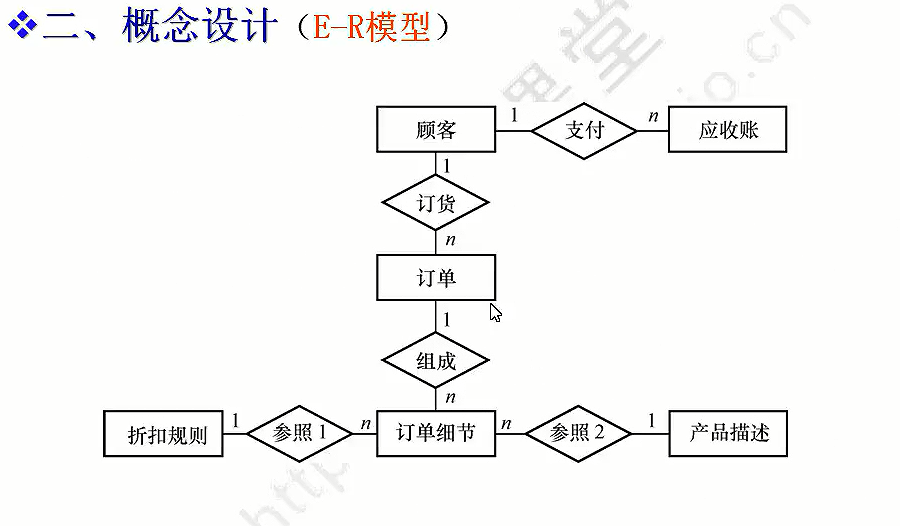 ❖二、概念设计（E-R模型）
顾客 1 支付 n 应收账
1
订货
n
订单
1
组成
n
折扣规则 1 参照1 n 订单细节 n 参照2 1 产品描述